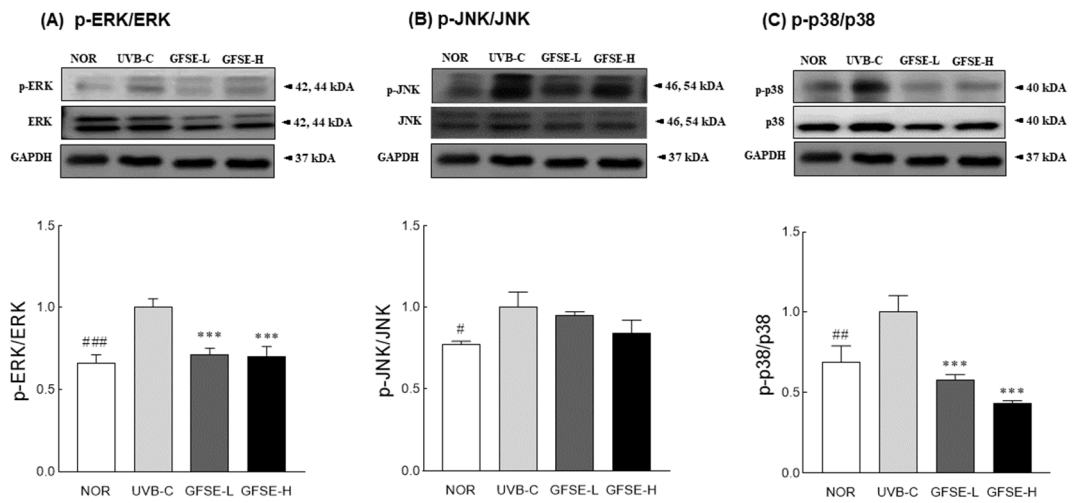 (A) p-ERK/ERK
NOR UVB-C GFSE-L GFSE-H
p-ERK 42, 44 kDA
ERK 42, 44 kDA
GAPDH 37 kDA
1.5
1.0
0.5
0.0
p-ERK/ERK
###
***
***
NOR UVB-C GFSE-L GFSE-H
(B) p-JNK/JNK
NOR UVB-C GFSE-L GFSE-H
p-JNK 46, 54 kDA
JNK 46, 54 kDA
GAPDH 37 kDA
1.5
1.0
0.5
0.0
p-JNK/JNK
#
NOR UVB-C GFSE-L GFSE-H
(C) p-p38/p38
NOR UVB-C GFSE-L GFSE-H
p-p38 40 kDA
p38 40 kDA
GAPDH 37 kDA
1.5
1.0
0.5
0.0
p-p38/p38
##
***
***
NOR UVB-C GFSE-L GFSE-H